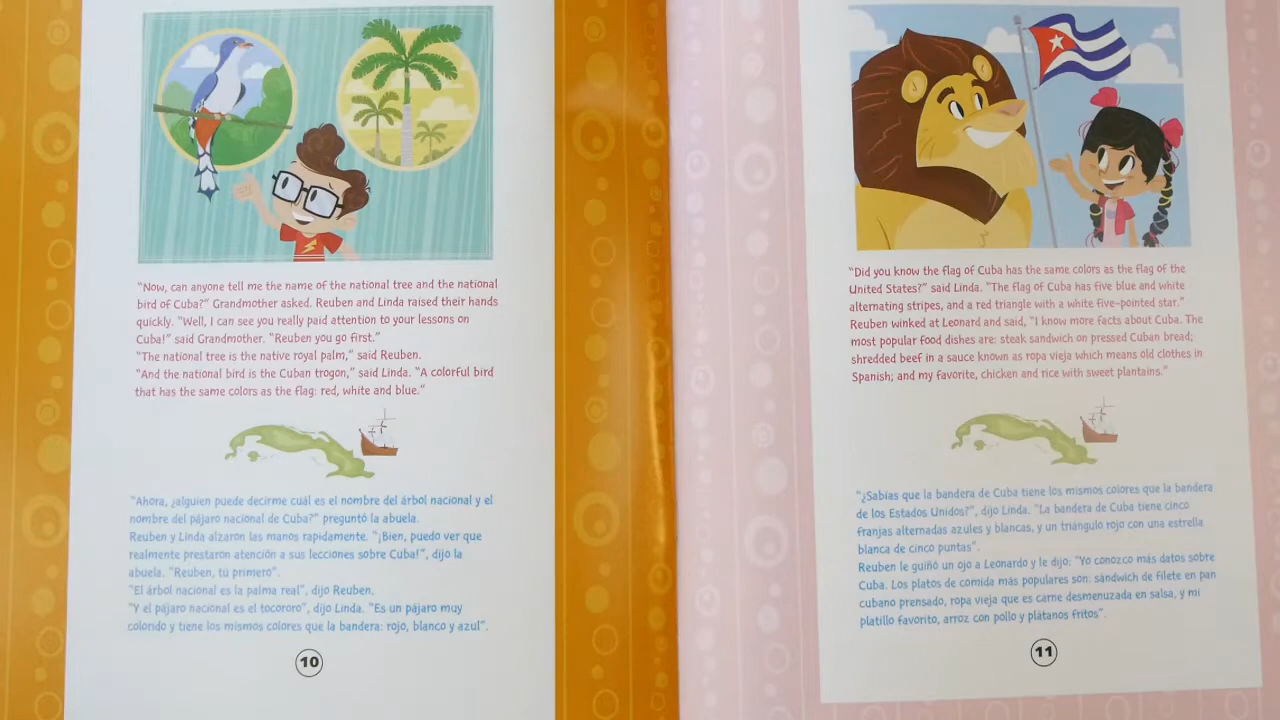 "Now, can anyone tell me the name of the national tree and the national
bird of Cuba?" Grandmother asked. Reuben and Linda raised their hands
quickly. "Well, I can see you really paid attention to your lessons on
Cuba!" said Grandmother. "Reuben you go first."
"The national tree is the native royal palm," said Reuben.
"And the national bird is the Cuban trogon," said Linda. "A colorful bird
that has the same colors as the flag: red, white and blue."
"Ahora, ¿alguien puede decirme cuál es el nombre del árbol nacional y el
nombre del pájaro nacional de Cuba?" preguntó la abuela.
Reuben y Linda alzaron las manos rapidamente. "¡Bien, puedo ver que
realmente prestaron atención a sus lecciones sobre Cuba!", dijo la
abuela. "Reuben, tú primero".
"El árbol nacional es la palma real", dijo Reuben.
"Y el pájaro nacional es el tocororo", dijo Linda. "Es un pájaro muy
colorido y tiene los mismos colores que la bandera: rojo, blanco y azul".
10
"Did you know the flag of Cuba has the same colors as the flag of the
United States?" said Linda. "The flag of Cuba has five blue and white
alternating stripes, and a red triangle with a white five-pointed star."
Reuben winked at Leonard and said, "I know more facts about Cuba. The
most popular food dishes are: steak sandwich on pressed Cuban bread;
shredded beef in a sauce known as ropa vieja which means old clothes in
Spanish; and my favorite, chicken and rice with sweet plantains."
"¿Sabías que la bandera de Cuba tiene los mismos colores que la bandera
de los Estados Unidos?", dijo Linda. "La bandera de Cuba tiene cinco
franjas alternadas azules y blancas, y un triángulo rojo con una estrella
blanca de cinco puntas".
Reuben le guiñó un ojo a Leonardo y le dijo: "Yo conozco más datos sobre
Cuba. Los platos de comida más populares son: sándwich de filete en pan
cubano prensado, ropa vieja que es carne desmenuzada en salsa, y mi
platillo favorito, arroz con pollo y plátanos fritos".
11